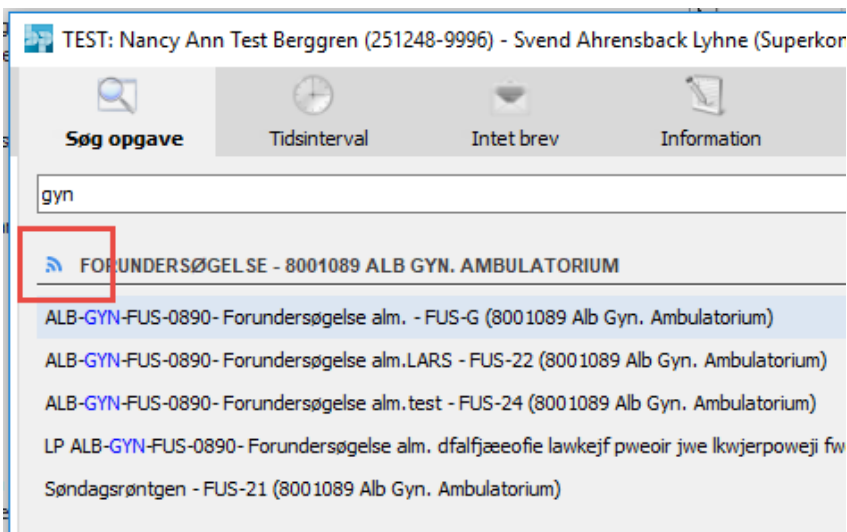 TEST: Nancy Ann Test Berggren (251248-9996) - Svend Ahrensback Lyhne (Superkor
Søg opgave Tidsinterval Intet brev Information
gyn
FORUNDERSØGELSE - 8001089 ALB GYN. AMBULATORIUM
ALB-GYN-FUS-0890- Forundersøgelse alm. - FUS-G (8001089 Alb Gyn. Ambulatorium)
ALB-GYN-FUS-0890- Forundersøgelse alm.LARS - FUS-22 (8001089 Alb Gyn. Ambulatorium)
ALB-GYN-FUS-0890- Forundersøgelse alm.test - FUS-24 (8001089 Alb Gyn. Ambulatorium)
LP ALB-GYN-FUS-0890- Forundersøgelse alm. dfalfjæeofie lawkejf pweoir jwe lkwjerpoweji fw
Søndagsrøntgen - FUS-21 (8001089 Alb Gyn. Ambulatorium)